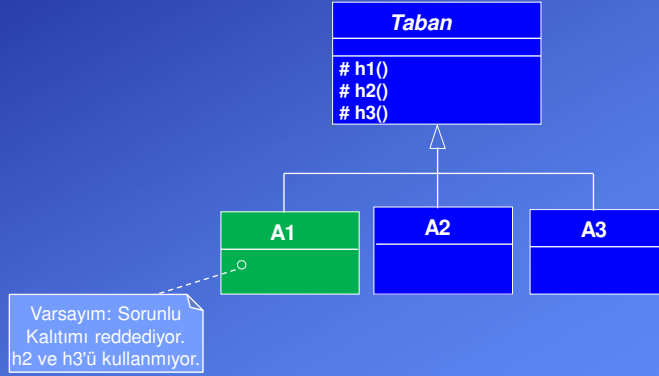 Taban
# h1()
# h2()
# h3()
A1
A2
A3
Varsayım: Sorunlu
Kalıtımı reddediyor.
h2 ve h3'ü kullanmıyor.